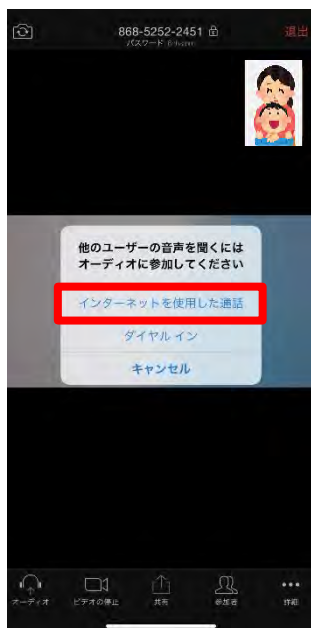 868-5252-2451
退出
パスワード
他のユーザーの音声を聞くには
オーディオに参加してください
インターネットを使用した通話
ダイヤル イン
キャンセル
オーディオ
ビデオの停止
共有
参加者
詳細